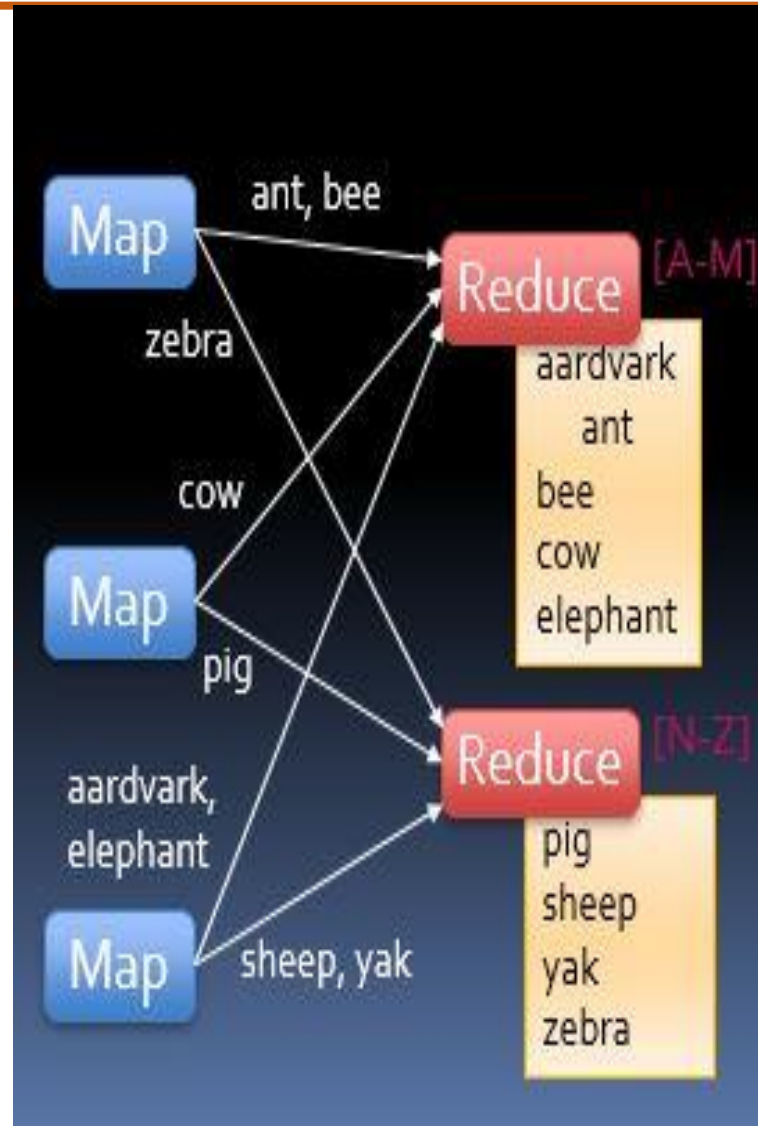 Map
ant, bee
Reduce
[A-M]
zebra
aardvark
ant
bee
cow
elephant
cow
Map
pig
Reduce
[N-Z]
aardvark,
elephant
pig
sheep
yak
zebra
Map
sheep, yak